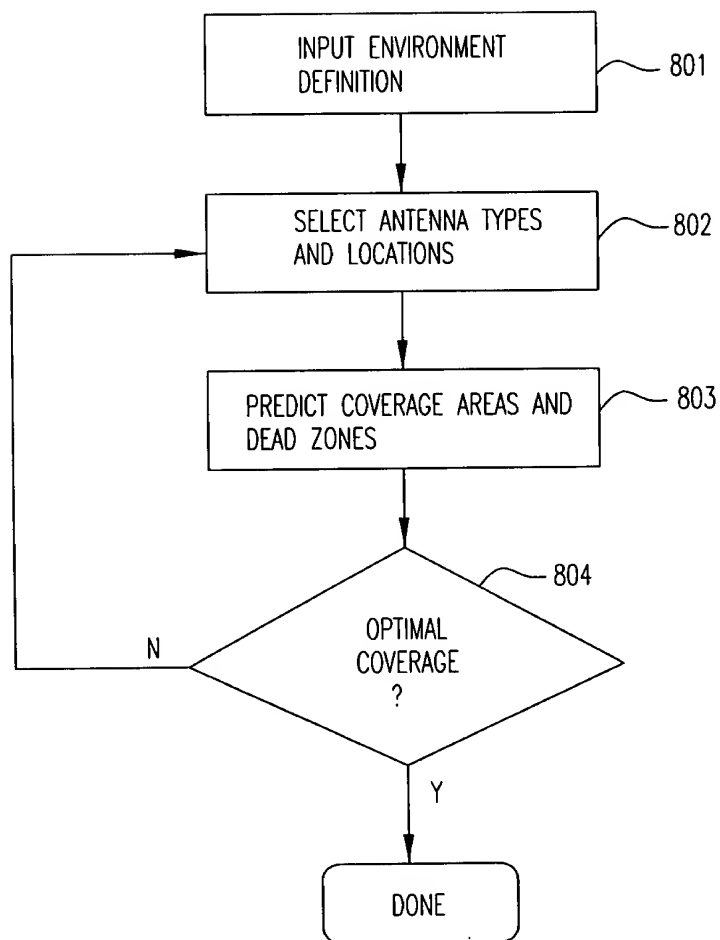 INPUT ENVIRONMENT
DEFINITION
801
SELECT ANTENNA TYPES
AND LOCATIONS
802
PREDICT COVERAGE AREAS AND
DEAD ZONES
803
804
OPTIMAL
COVERAGE
?
N
Y
DONE